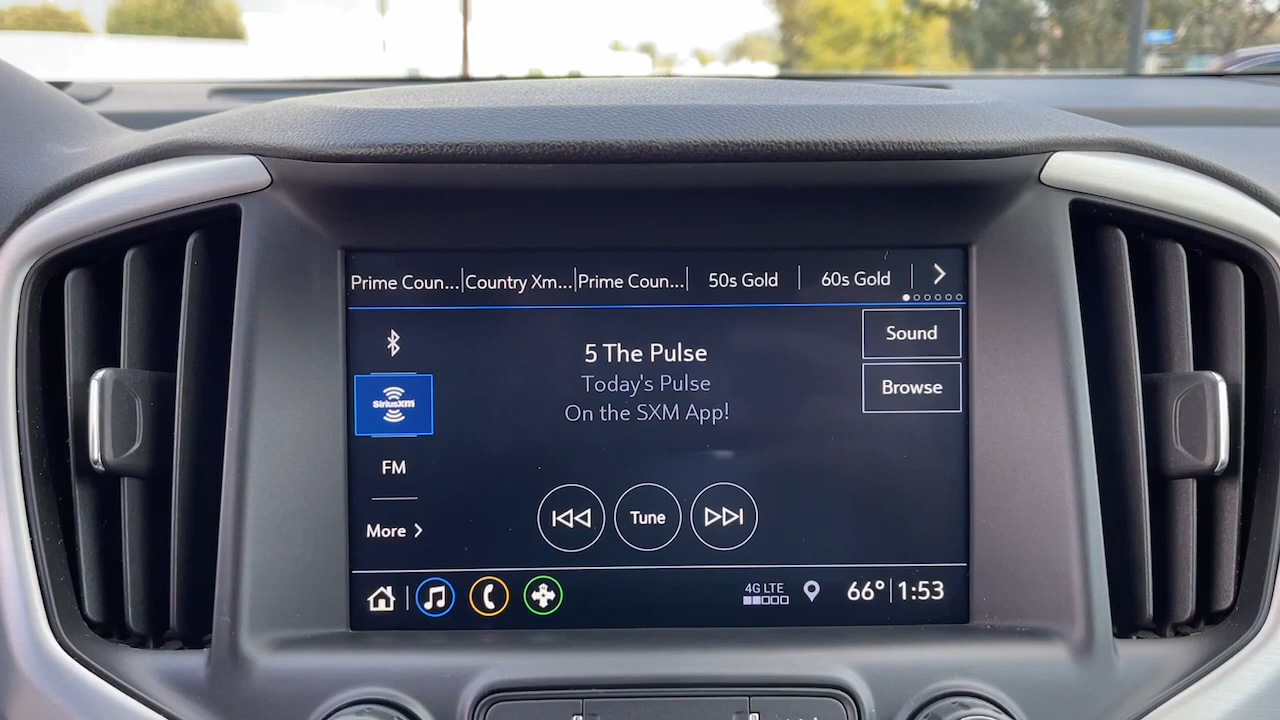 Prime Coun... Country Xm... Prime Coun... 50s Gold 60s Gold
Sound
5 The Pulse
Today's Pulse
Browse
SiriusXm
On the SXM App!
FM
Tune
More
4G LTE
66° 1:53